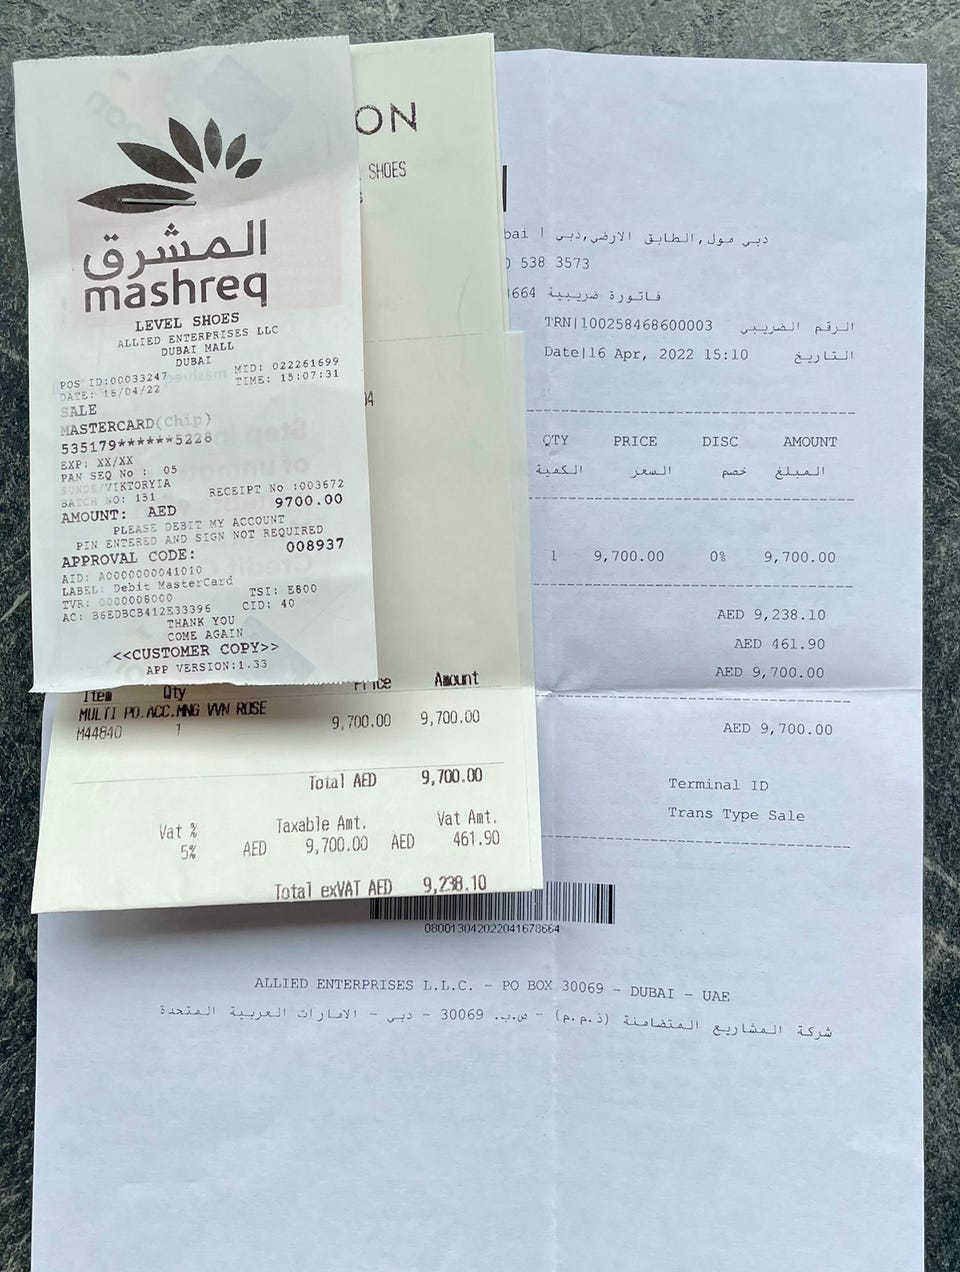 المشرق
mashreq
LEVEL SHOES
ALLIED ENTERPRISES LLC
DUBAI MALL
DUBAI
POS ID:00033247 MID: 022261699
DATE: 16/04/22 TIME: 15:07:31
SALE
MASTERCARD(Chip)
535179******5228
EXP: XX/XX
PAN SEQ No : 05
SUNDE/VIKTORYIA
BATCH NO: 151 RECEIPT No :003672
AMOUNT: AED 9700.00
PLEASE DEBIT MY ACCOUNT
PIN ENTERED AND SIGN NOT REQUIRED
APPROVAL CODE: 008937
AID: A0000000041010
LABEL: Debit MasterCard
TVR: 0000008000 TSI: E800
AC: B6EDBCB412E33396 CID: 40
THANK YOU
COME AGAIN
<<CUSTOMER COPY>>
APP VERSION:1.33
ON
SHOES
04
Item Qty Price Amount
MULTI PO.ACC.MNG VVN ROSE
M44840 1 9,700.00 9,700.00
Total AED 9,700.00
Vat % Taxable Amt. Vat Amt.
5% AED 9,700.00 AED 461.90
Total exVAT AED 9,238.10
bai | دبي مول,الطابق الارضي,دبي
0 538 3573
فاتورة ضريبية 8664
TRN|100258468600003 الرقم الضريبي
Date|16 Apr, 2022 15:10 التاريخ
QTY PRICE DISC AMOUNT
الكمية السعر خصم المبلغ
1 9,700.00 0% 9,700.00
AED 9,238.10
AED 461.90
AED 9,700.00
AED 9,700.00
Terminal ID
Trans Type Sale
08001304202204167​8664
ALLIED ENTERPRISES L.L.C. - PO BOX 30069 - DUBAI - UAE
شركة المشاريع المتضامنة (ذ.م.م) - ص.ب. 30069 - دبي - الامارات العربية المتحدة